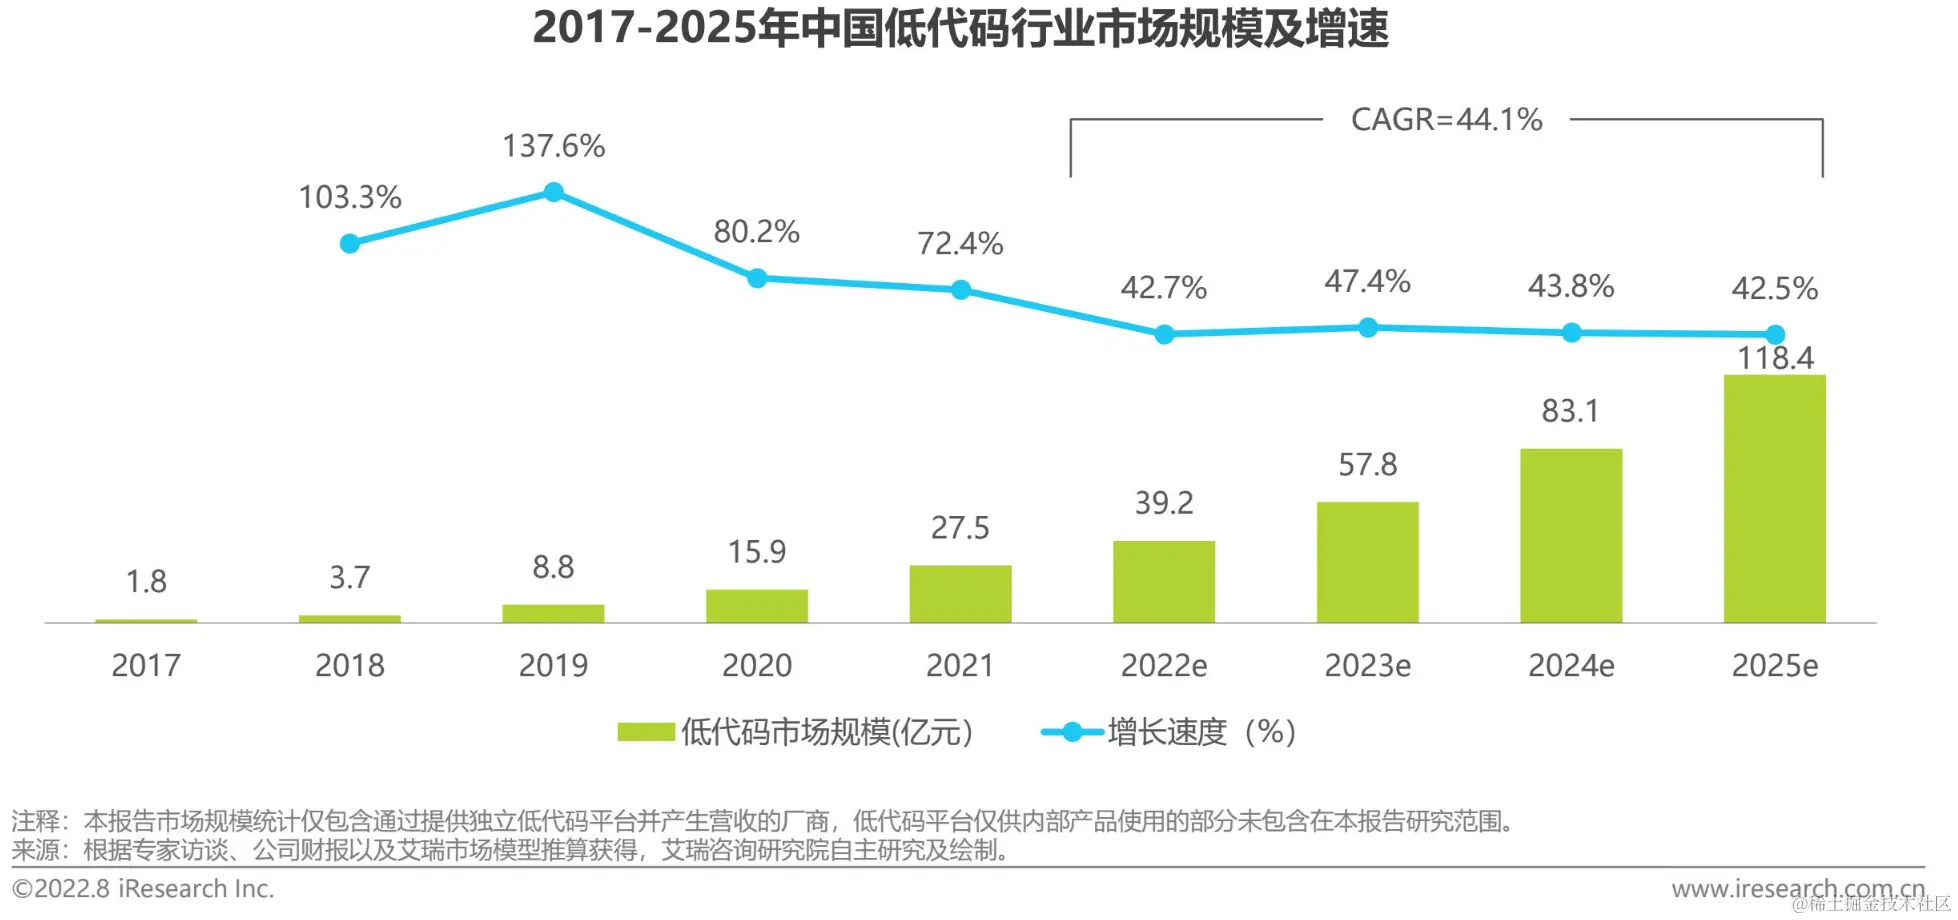 2017-2025年中国低代码行业市场规模及增速
CAGR=44.1%
103.3%
137.6%
80.2%
72.4%
42.7%
47.4%
43.8%
42.5%
1.8
3.7
8.8
15.9
27.5
39.2
57.8
83.1
118.4
2017
2018
2019
2020
2021
2022e
2023e
2024e
2025e
低代码市场规模(亿元）
增长速度（%）
注释：本报告市场规模统计仅包含通过提供独立低代码平台并产生营收的厂商，低代码平台仅供内部产品使用的部分未包含在本报告研究范围。
来源：根据专家访谈、公司财报以及艾瑞市场模型推算获得，艾瑞咨询研究院自主研究及绘制。
©2022.8 iResearch Inc.
www.iresearch.com.cn
@稀土掘金技术社区